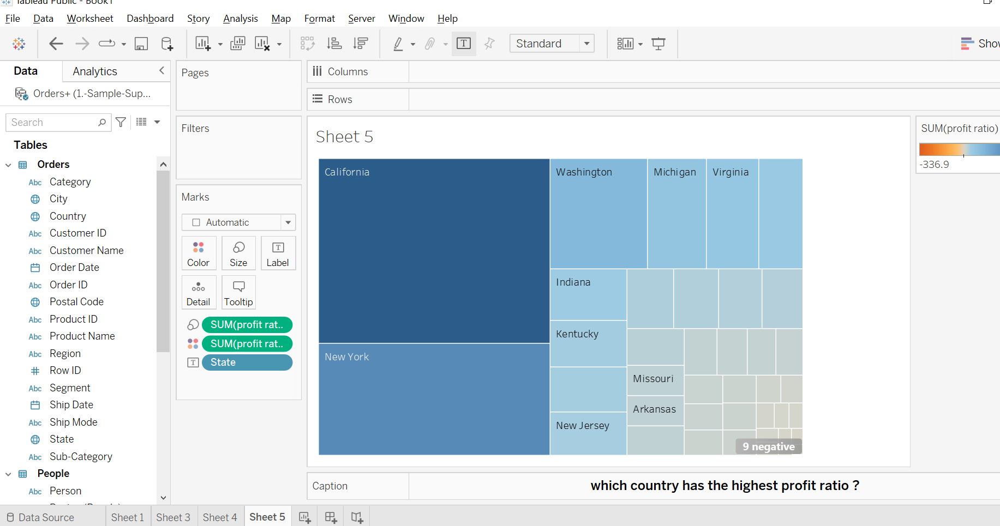 Tableau Public - Book1
File Data Worksheet Dashboard Story Analysis Map Format Server Window Help
Standard
Data
Analytics
Orders+ (1.-Sample-Sup...
Search
Tables
Orders
Abc Category
City
Country
Abc Customer ID
Abc Customer Name
Order Date
Abc Order ID
Postal Code
Abc Product ID
Abc Product Name
Abc Region
# Row ID
Abc Segment
Ship Date
Abc Ship Mode
State
Abc Sub-Category
People
Abc Person
Pages
Filters
Marks
Automatic
Color Size T Label
Detail Tooltip
SUM(profit rat..
SUM(profit rat..
T State
Columns
Rows
Sheet 5
California
Washington
Michigan
Virginia
Indiana
Kentucky
New York
Missouri
Arkansas
New Jersey
9 negative
SUM(profit ratio)
-336.9
Caption
which country has the highest profit ratio ?
Data Source Sheet 1 Sheet 3 Sheet 4 Sheet 5